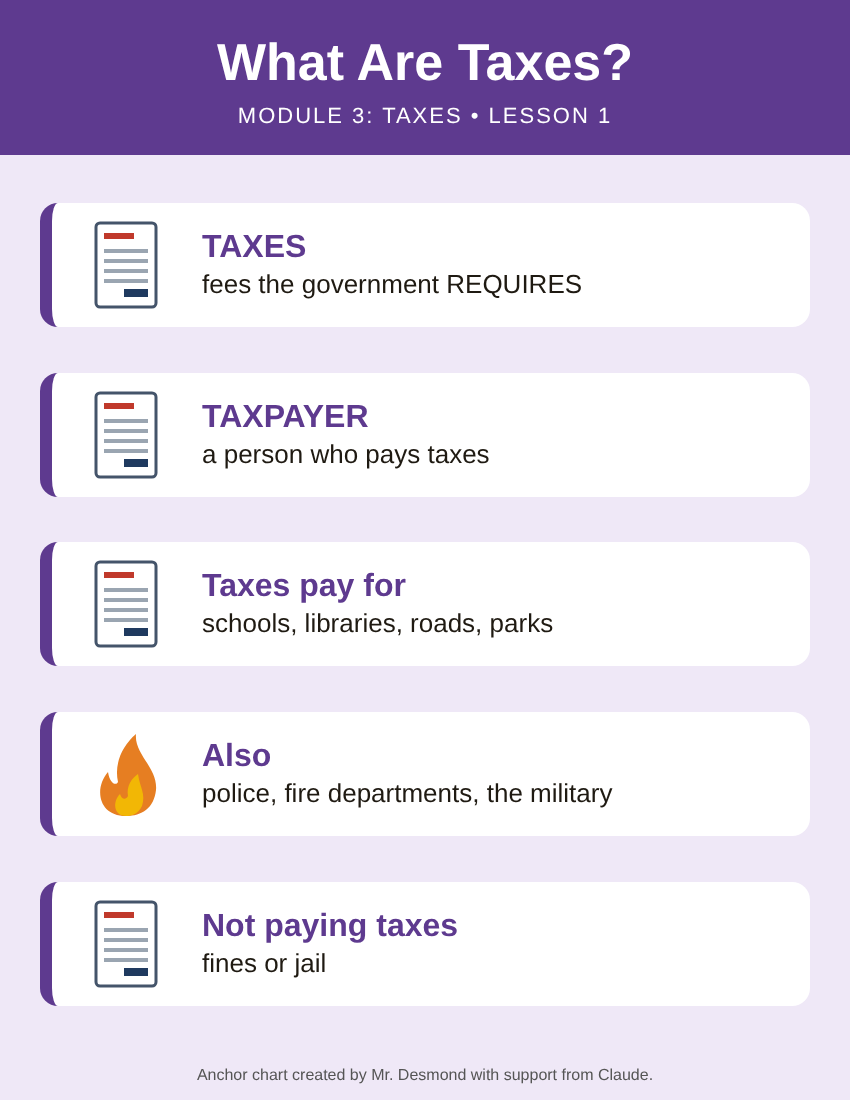 What Are Taxes?
MODULE 3: TAXES • LESSON 1
TAXES
fees the government REQUIRES
TAXPAYER
a person who pays taxes
Taxes pay for
schools, libraries, roads, parks
Also
police, fire departments, the military
Not paying taxes
fines or jail
Anchor chart created by Mr. Desmond with support from Claude.